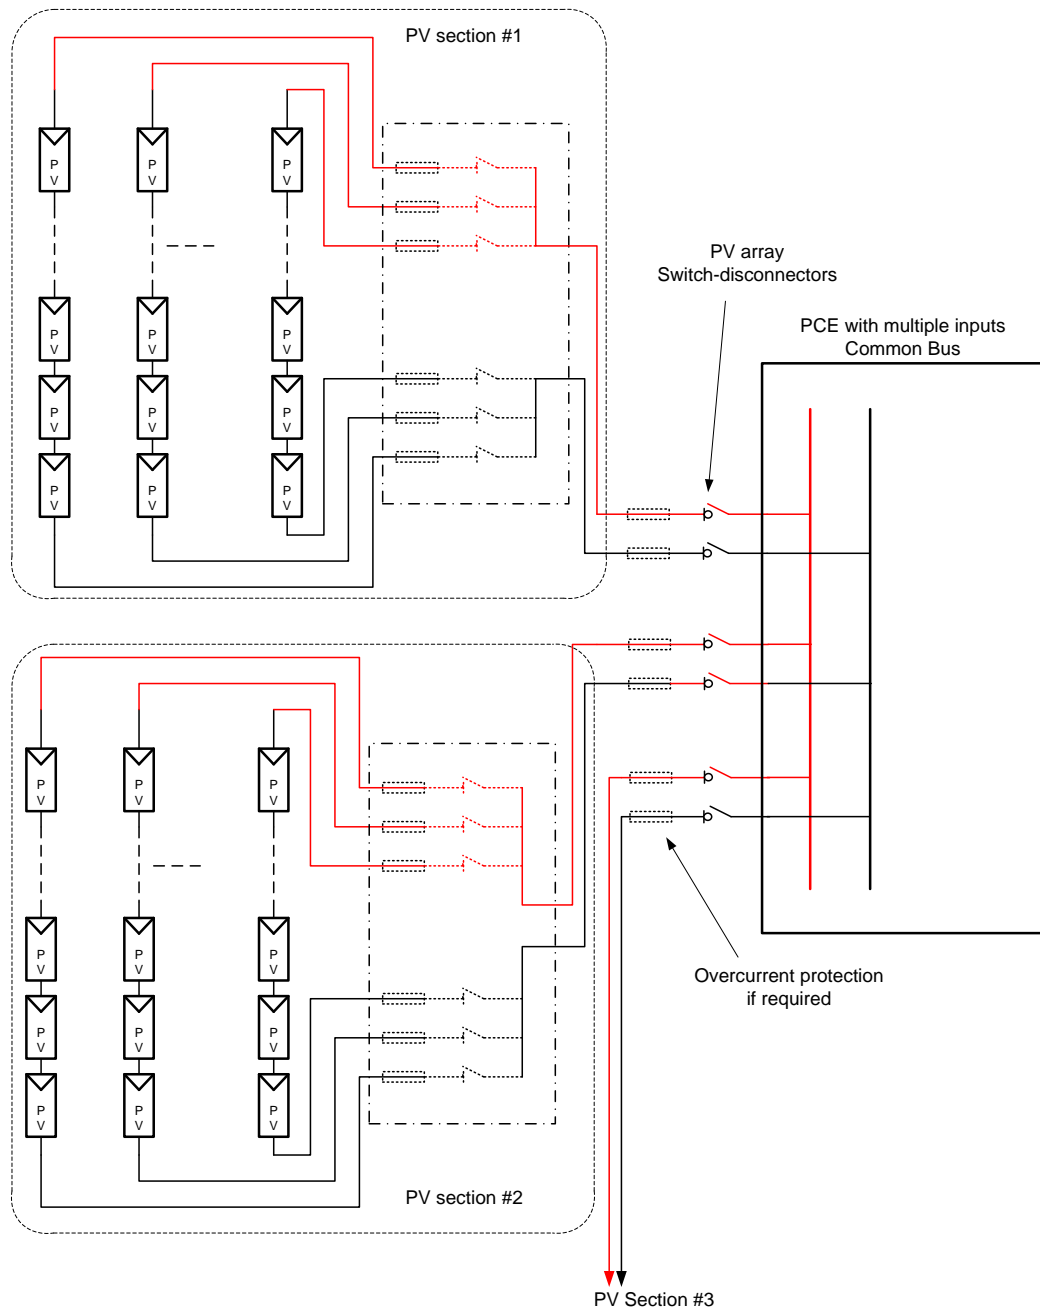 PV section #1
P
V
P
V
P
V
PV array
Switch-disconnectors
P
V
P
V
P
V
PCE with multiple inputs
Common Bus
P
V
P
V
P
V
P
V
P
V
P
V
P
V
P
V
P
V
P
V
P
V
P
V
Overcurrent protection
if required
P
V
P
V
P
V
P
V
P
V
P
V
PV section #2
PV Section #3